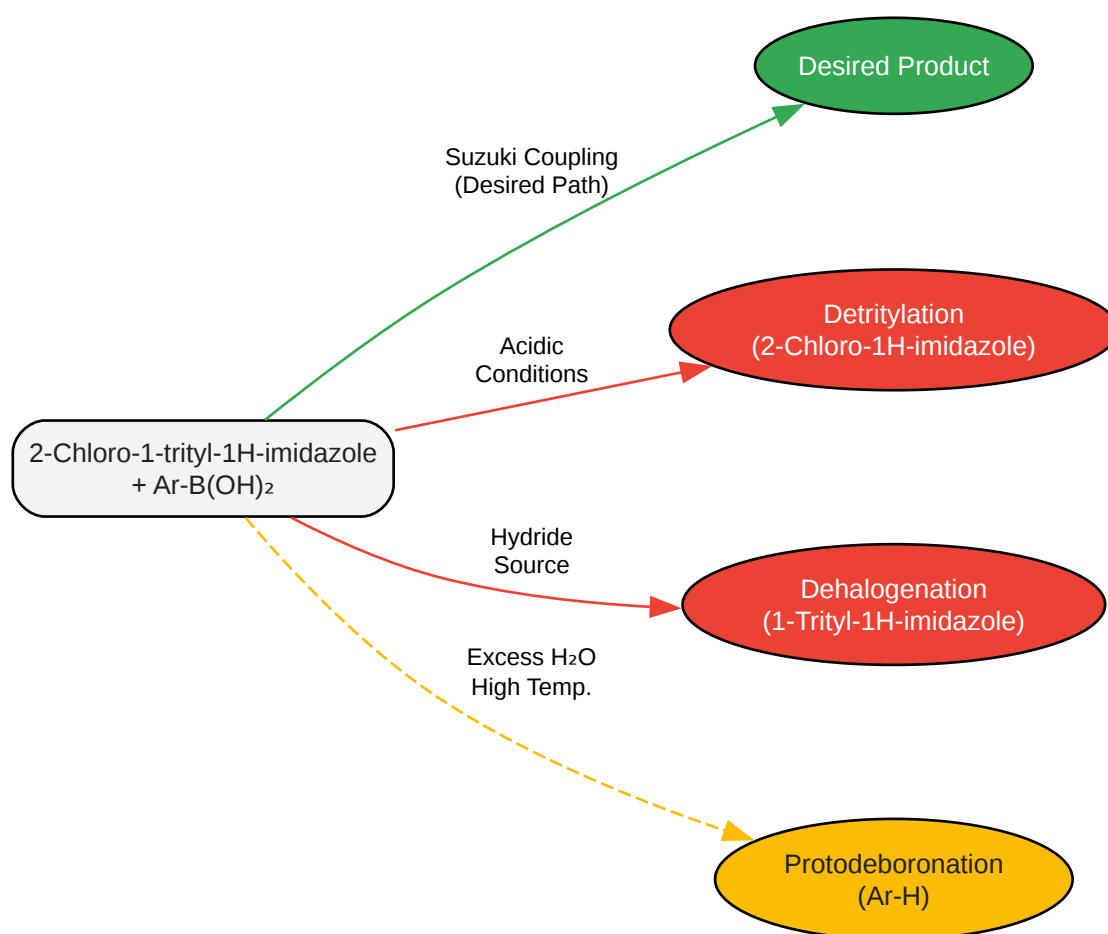 Desired Product
Suzuki Coupling
(Desired Path)
Detritylation
(2-Chloro-1H-imidazole)
Acidic
Conditions
2-Chloro-1-trityl-1H-imidazole
+ Ar-B(OH)₂
Hydride
Source
Dehalogenation
(1-Trityl-1H-imidazole)
Excess H₂O
High Temp.
Protodeboronation
(Ar-H)